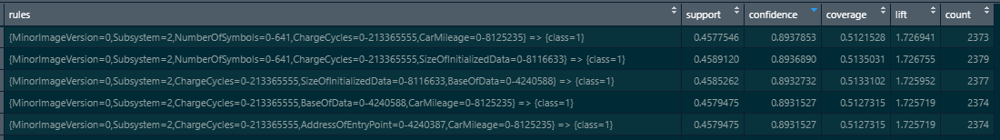 rules support confidence coverage lift count
{MinorImageVersion=0,Subsystem=2,NumberOfSymbols=0-641,ChargeCycles=0-213365555,CarMileage=0-8125235} => {class=1} 0.4577546 0.8937853 0.5121528 1.726941 2373
{MinorImageVersion=0,Subsystem=2,NumberOfSymbols=0-641,ChargeCycles=0-213365555,SizeOfInitializedData=0-8116633} => {class=1} 0.4589120 0.8936890 0.5135031 1.726755 2379
{MinorImageVersion=0,Subsystem=2,ChargeCycles=0-213365555,SizeOfInitializedData=0-8116633,BaseOfData=0-4240588} => {class=1} 0.4585262 0.8932732 0.5133102 1.725952 2377
{MinorImageVersion=0,Subsystem=2,ChargeCycles=0-213365555,BaseOfData=0-4240588,CarMileage=0-8125235} => {class=1} 0.4579475 0.8931527 0.5127315 1.725719 2374
{MinorImageVersion=0,Subsystem=2,ChargeCycles=0-213365555,AddressOfEntryPoint=0-4240387,CarMileage=0-8125235} => {class=1} 0.4579475 0.8931527 0.5127315 1.725719 2374